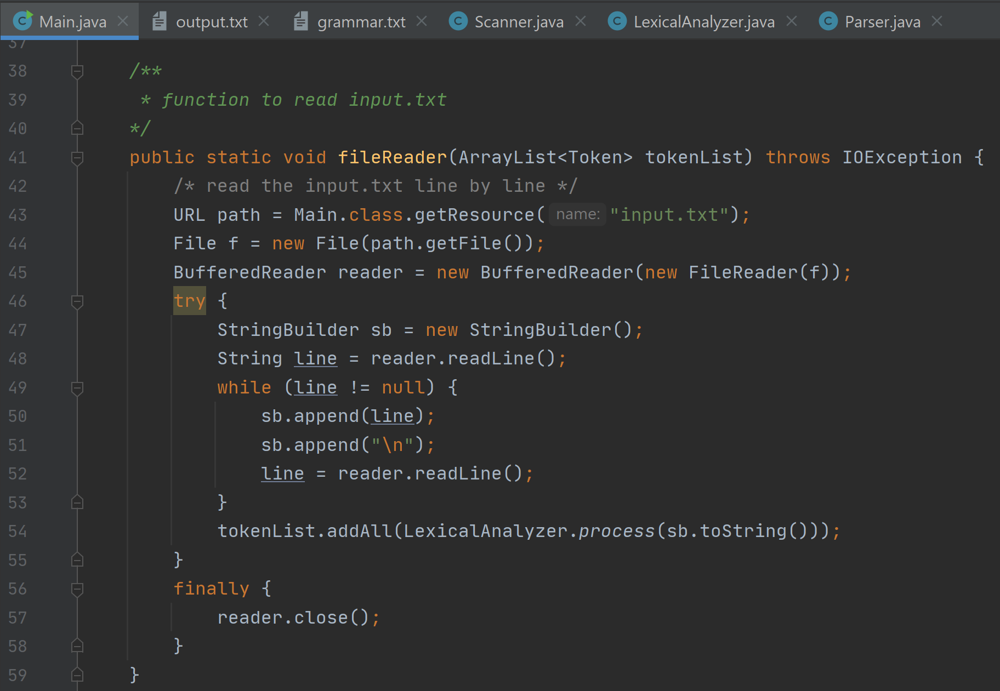 Main.java output.txt grammar.txt Scanner.java LexicalAnalyzer.java Parser.java
37
38 /**
39 * function to read input.txt
40 */
41 public static void fileReader(ArrayList<Token> tokenList) throws IOException {
42 /* read the input.txt line by line */
43 URL path = Main.class.getResource( name: "input.txt");
44 File f = new File(path.getFile());
45 BufferedReader reader = new BufferedReader(new FileReader(f));
46 try {
47 StringBuilder sb = new StringBuilder();
48 String line = reader.readLine();
49 while (line != null) {
50 sb.append(line);
51 sb.append("\n");
52 line = reader.readLine();
53 }
54 tokenList.addAll(LexicalAnalyzer.process(sb.toString()));
55 }
56 finally {
57 reader.close();
58 }
59 }